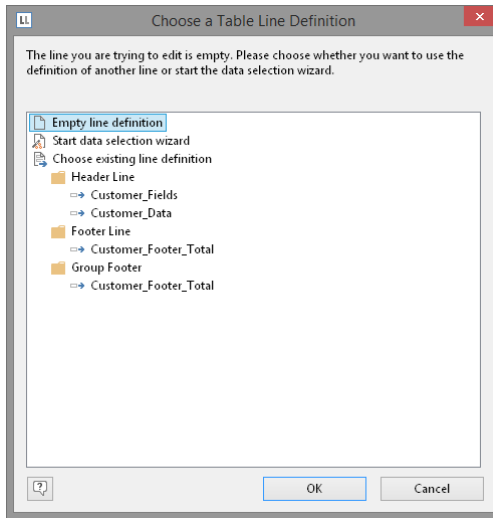 LL
Choose a Table Line Definition
×
The line you are trying to edit is empty. Please choose whether you want to use the
definition of another line or start the data selection wizard.
Empty line definition
Start data selection wizard
Choose existing line definition
Header Line
Customer_Fields
Customer_Data
Footer Line
Customer_Footer_Total
Group Footer
Customer_Footer_Total
?
OK
Cancel